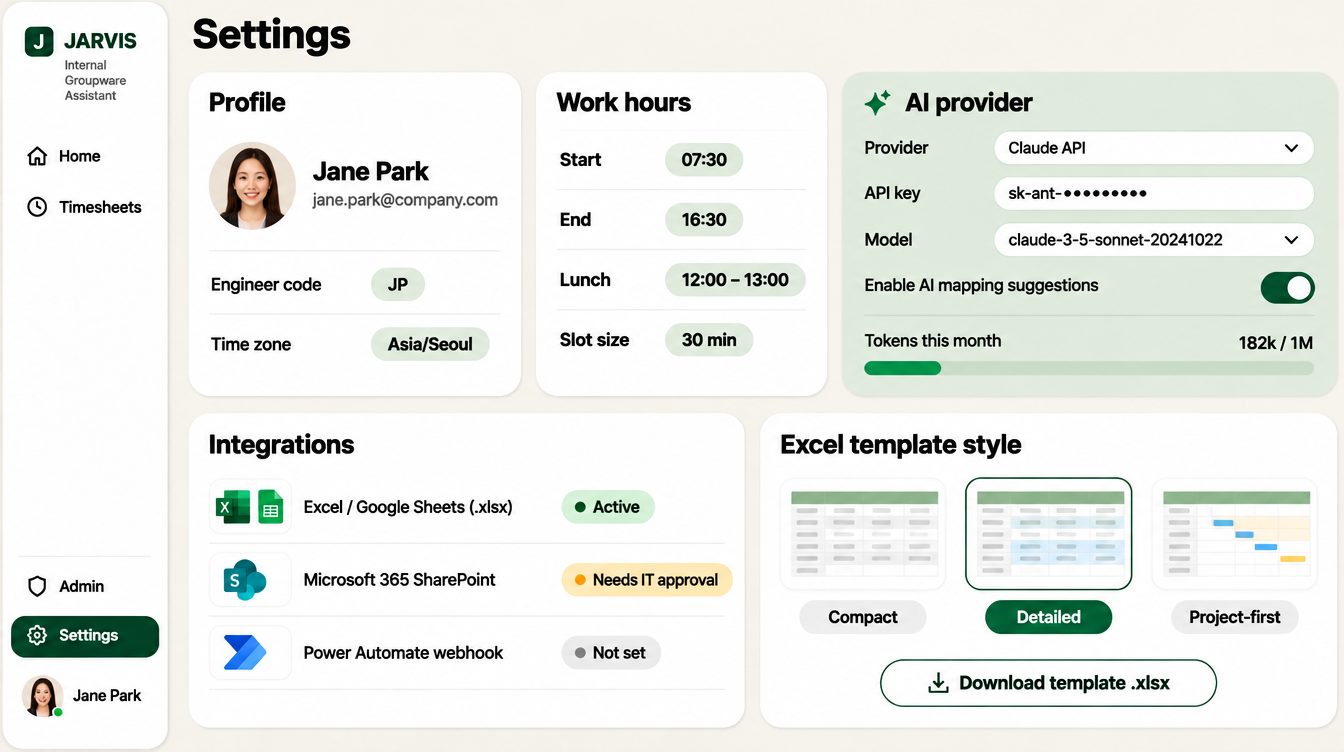 J JARVIS
Internal
Groupware
Assistant
Home
Timesheets
Admin
Settings
Jane Park
Settings
Profile
Jane Park
jane.park@company.com
Engineer code JP
Time zone Asia/Seoul
Work hours
Start 07:30
End 16:30
Lunch 12:00 – 13:00
Slot size 30 min
AI provider
Provider Claude API
API key sk-ant-•••••••••
Model claude-3-5-sonnet-20241022
Enable AI mapping suggestions
Tokens this month 182k / 1M
Integrations
X Excel / Google Sheets (.xlsx) Active
S Microsoft 365 SharePoint Needs IT approval
Power Automate webhook Not set
Excel template style
Compact Detailed Project-first
Download template .xlsx